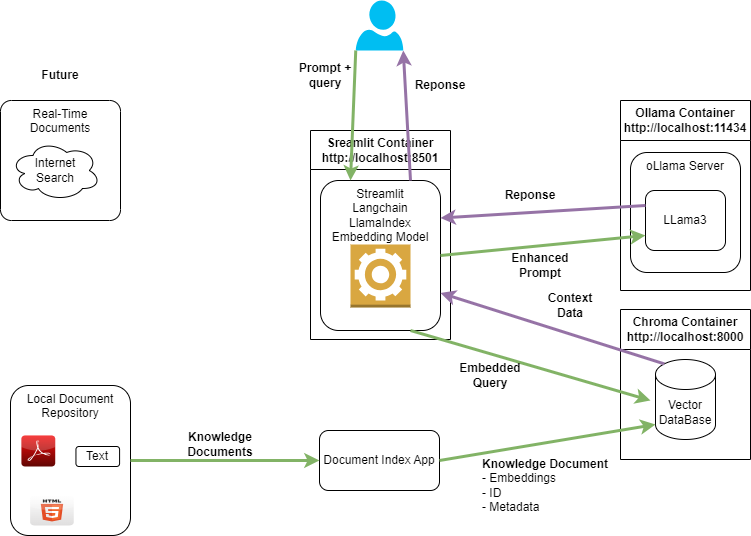 Future
Real-Time
Documents
Internet
Search
Prompt +
query
Reponse
Sreamlit Container
http://localhost:8501
Streamlit
Langchain
LlamaIndex
Embedding Model
Ollama Container
http://localhost:11434
oLlama Server
LLama3
Reponse
Enhanced
Prompt
Context
Data
Chroma Container
http://localhost:8000
Vector
DataBase
Embedded
Query
Local Document
Repository
Text
HTML
5
Knowledge
Documents
Document Index App
Knowledge Document
- Embeddings
- ID
- Metadata